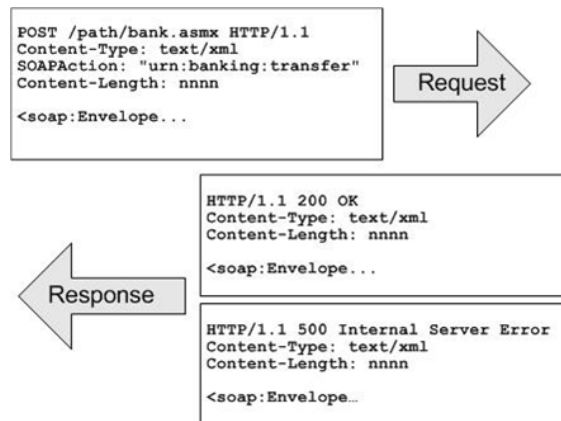 POST /path/bank.asmx HTTP/1.1
Content-Type: text/xml
SOAPAction: "urn:banking:transfer"
Content-Length: nnnn
<soap:Envelope...
Request
HTTP/1.1 200 OK
Content-Type: text/xml
Content-Length: nnnn
<soap:Envelope...
Response
HTTP/1.1 500 Internal Server Error
Content-Type: text/xml
Content-Length: nnnn
<soap:Envelope…